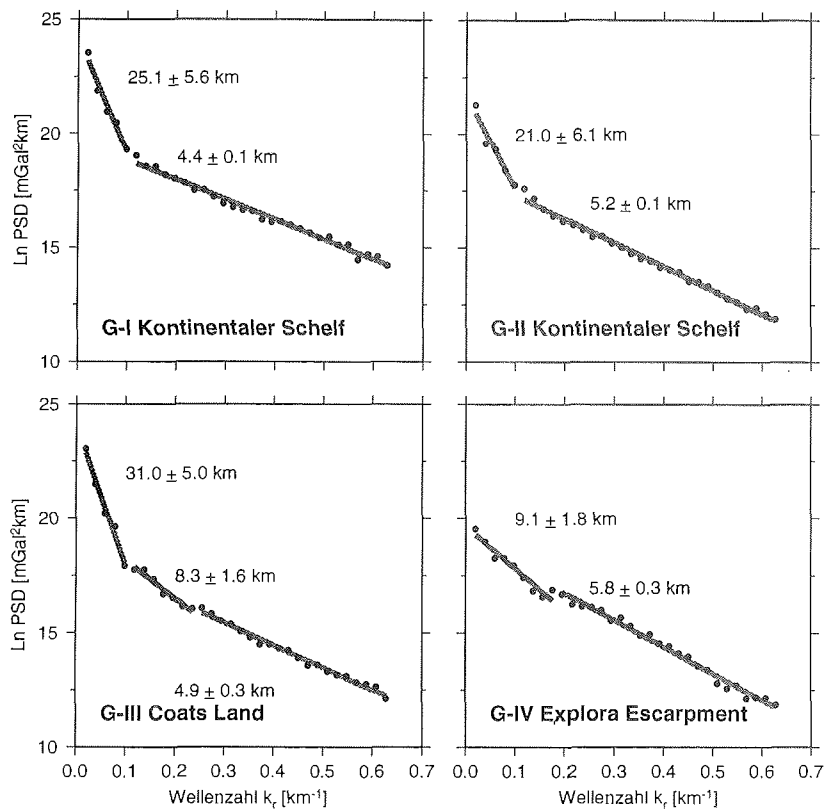 25
20
15
10
Ln PSD [mGal²km]
25.1 ± 5.6 km
4.4 ± 0.1 km
G-I Kontinentaler Schelf
21.0 ± 6.1 km
5.2 ± 0.1 km
G-II Kontinentaler Schelf
25
20
15
10
Ln PSD [mGal²km]
31.0 ± 5.0 km
8.3 ± 1.6 km
4.9 ± 0.3 km
G-III Coats Land
9.1 ± 1.8 km
5.8 ± 0.3 km
G-IV Explora Escarpment
0.0 0.1 0.2 0.3 0.4 0.5 0.6 0.7
Wellenzahl kr [km⁻¹]
0.0 0.1 0.2 0.3 0.4 0.5 0.6 0.7
Wellenzahl kr [km⁻¹]